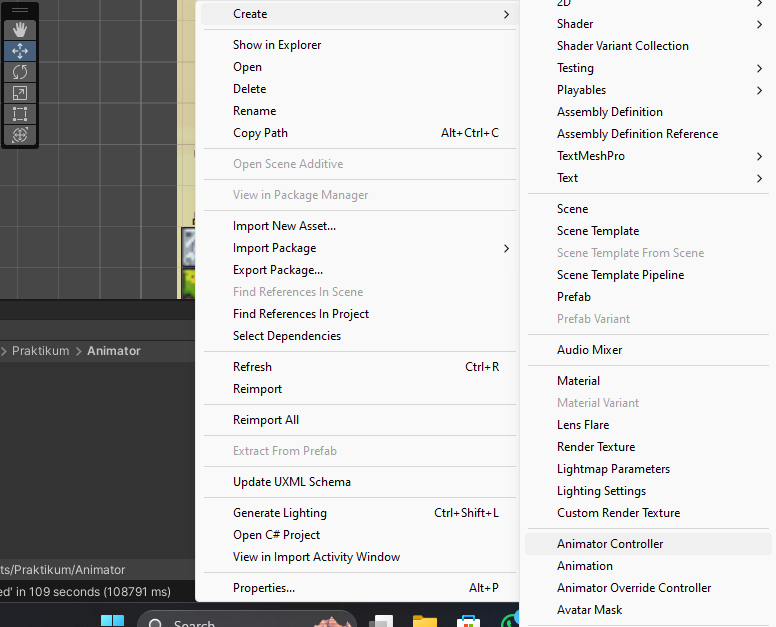 Create
Show in Explorer
Open
Delete
Rename
Copy Path Alt+Ctrl+C
Open Scene Additive
View in Package Manager
Import New Asset...
Import Package
Export Package...
Find References In Scene
Find References In Project
Select Dependencies
Refresh Ctrl+R
Reimport
Reimport All
Extract From Prefab
Update UXML Schema
Generate Lighting Ctrl+Shift+L
Open C# Project
View in Import Activity Window
Properties... Alt+P
2D
Shader
Shader Variant Collection
Testing
Playables
Assembly Definition
Assembly Definition Reference
TextMeshPro
Text
Scene
Scene Template
Scene Template From Scene
Scene Template Pipeline
Prefab
Prefab Variant
Audio Mixer
Material
Material Variant
Lens Flare
Render Texture
Lightmap Parameters
Lighting Settings
Custom Render Texture
Animator Controller
Animation
Animator Override Controller
Avatar Mask
> Praktikum > Animator
ts/Praktikum/Animator
ed' in 109 seconds (108791 ms)
Search